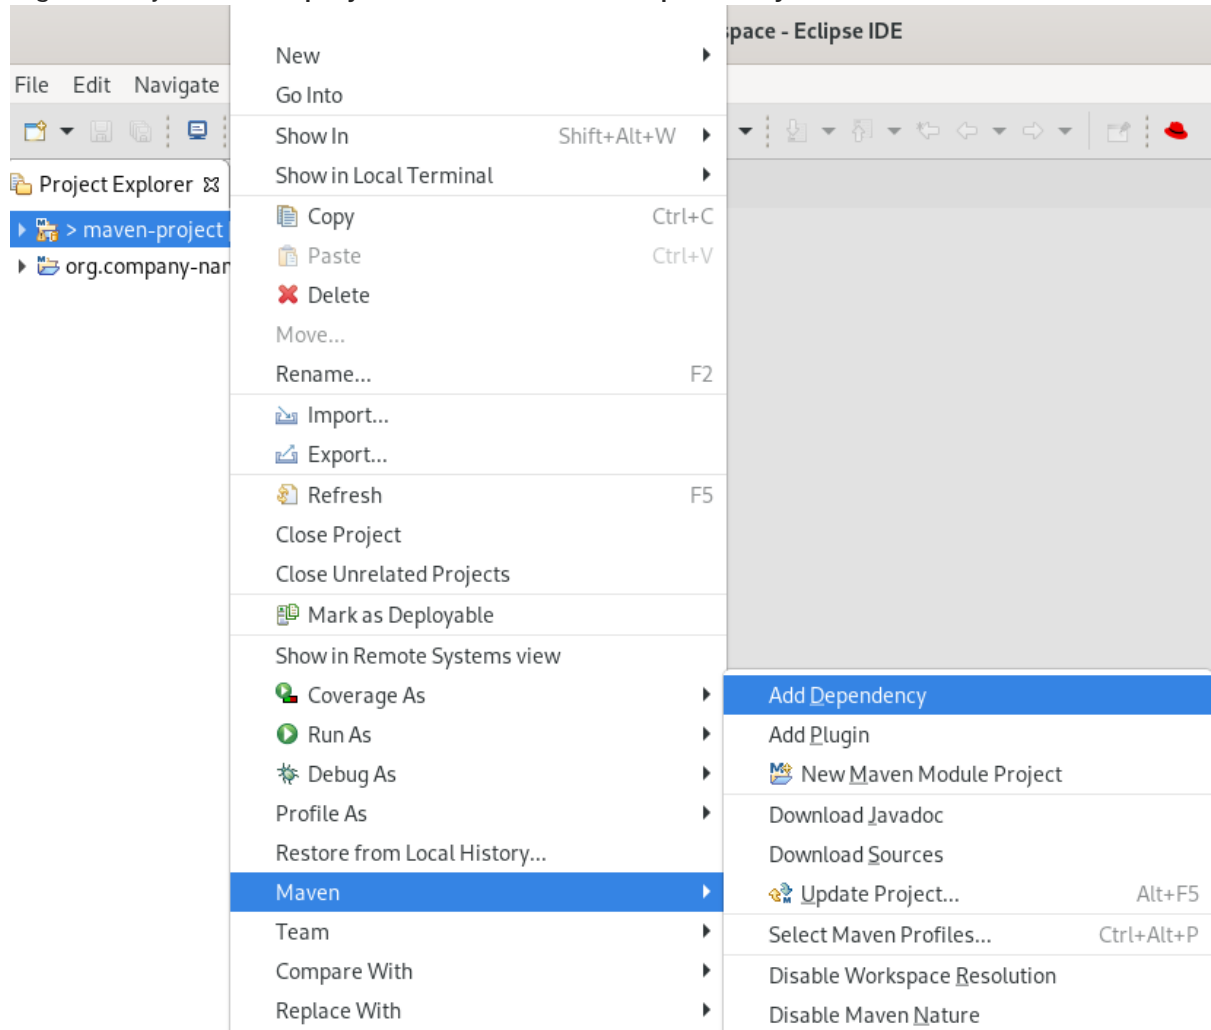 space - Eclipse IDE
File Edit Navigate
Project Explorer
> maven-project
org.company-nar
New
Go Into
Show In Shift+Alt+W
Show in Local Terminal
Copy Ctrl+C
Paste Ctrl+V
Delete
Move...
Rename... F2
Import...
Export...
Refresh F5
Close Project
Close Unrelated Projects
Mark as Deployable
Show in Remote Systems view
Coverage As
Run As
Debug As
Profile As
Restore from Local History...
Maven
Team
Compare With
Replace With
Add Dependency
Add Plugin
New Maven Module Project
Download Javadoc
Download Sources
Update Project... Alt+F5
Select Maven Profiles... Ctrl+Alt+P
Disable Workspace Resolution
Disable Maven Nature